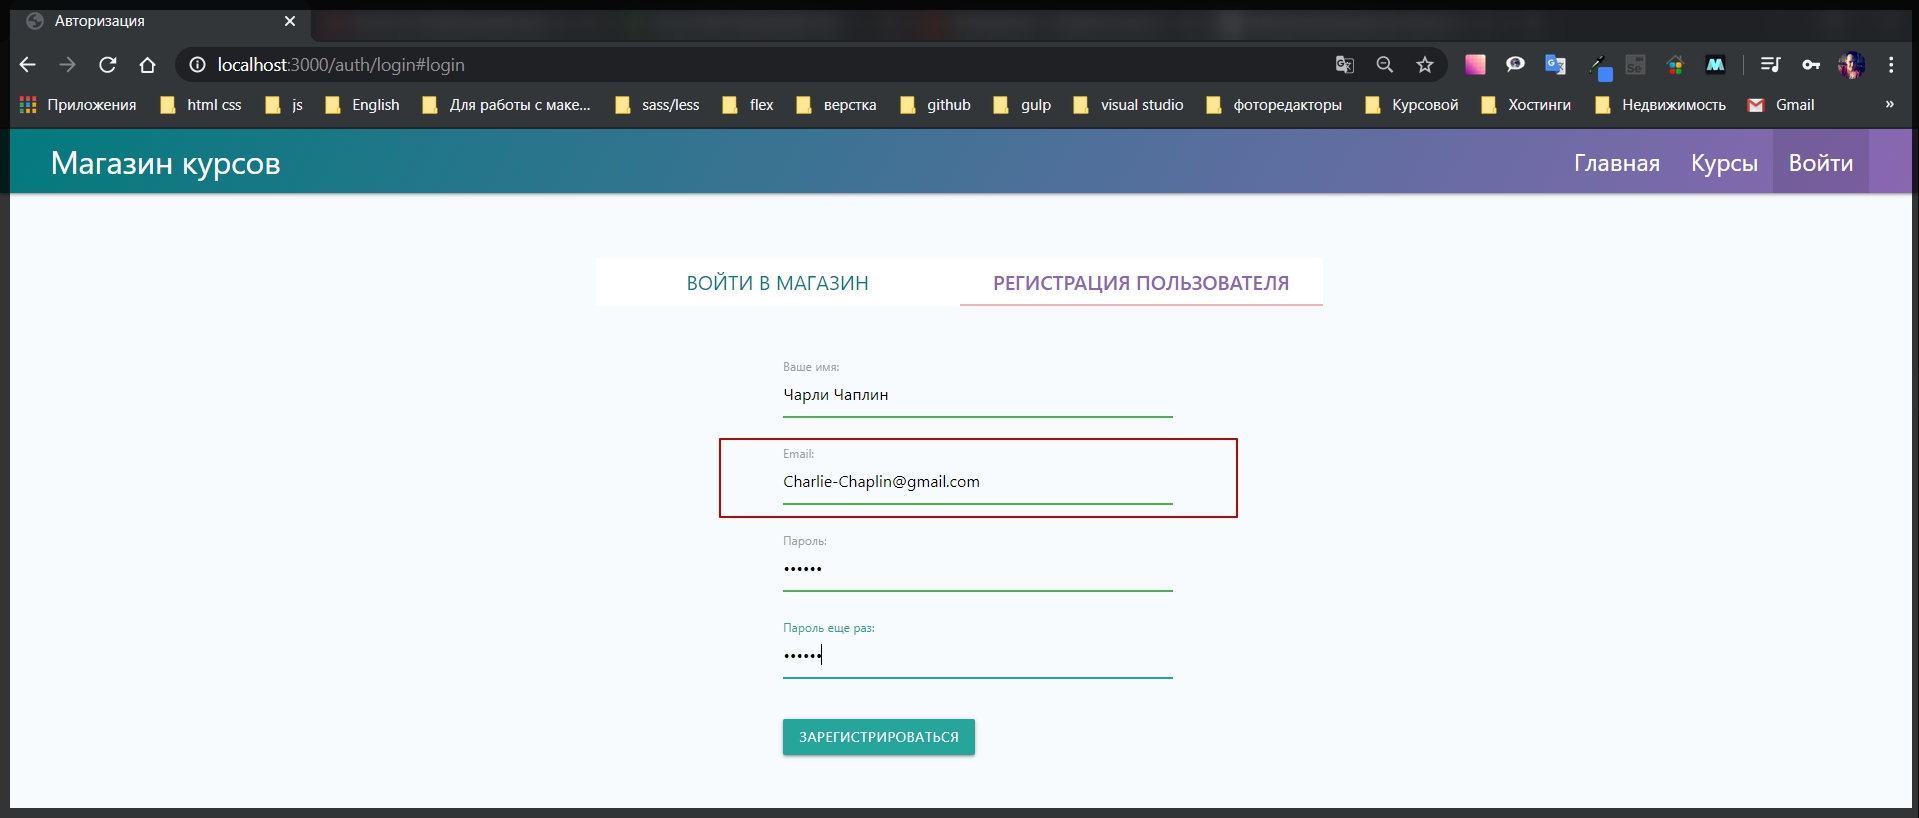 Авторизация
localhost:3000/auth/login#login
Приложения html css js English Для работы с маке... sass/less flex верстка github gulp visual studio фоторедакторы Курсовой Хостинги Недвижимость Gmail »
Магазин курсов Главная Курсы Войти
ВОЙТИ В МАГАЗИН РЕГИСТРАЦИЯ ПОЛЬЗОВАТЕЛЯ
Ваше имя:
Чарли Чаплин
Email:
Charlie-Chaplin@gmail.com
Пароль:
••••••
Пароль еще раз:
••••••
ЗАРЕГИСТРИРОВАТЬСЯ